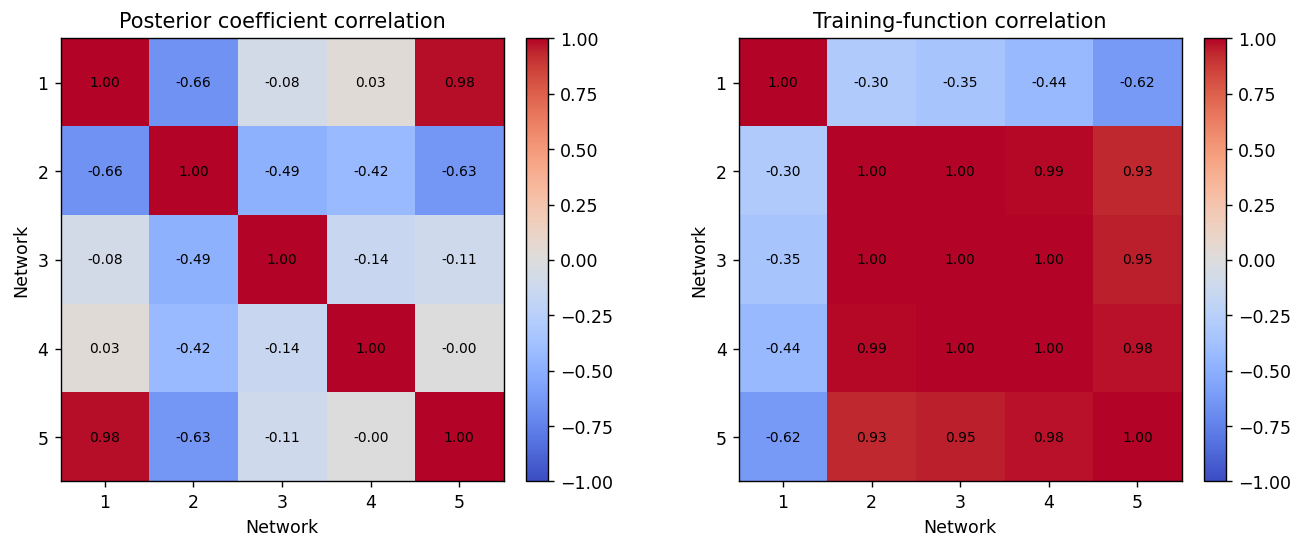 Posterior coefficient correlation
1 1.00 -0.66 -0.08 0.03 0.98
2 -0.66 1.00 -0.49 -0.42 -0.63
3 -0.08 -0.49 1.00 -0.14 -0.11
4 0.03 -0.42 -0.14 1.00 -0.00
5 0.98 -0.63 -0.11 -0.00 1.00
1 2 3 4 5
Network
Network
1.00
0.75
0.50
0.25
0.00
−0.25
−0.50
−0.75
−1.00
Training-function correlation
1 1.00 -0.30 -0.35 -0.44 -0.62
2 -0.30 1.00 1.00 0.99 0.93
3 -0.35 1.00 1.00 1.00 0.95
4 -0.44 0.99 1.00 1.00 0.98
5 -0.62 0.93 0.95 0.98 1.00
1 2 3 4 5
Network
Network
1.00
0.75
0.50
0.25
0.00
−0.25
−0.50
−0.75
−1.00